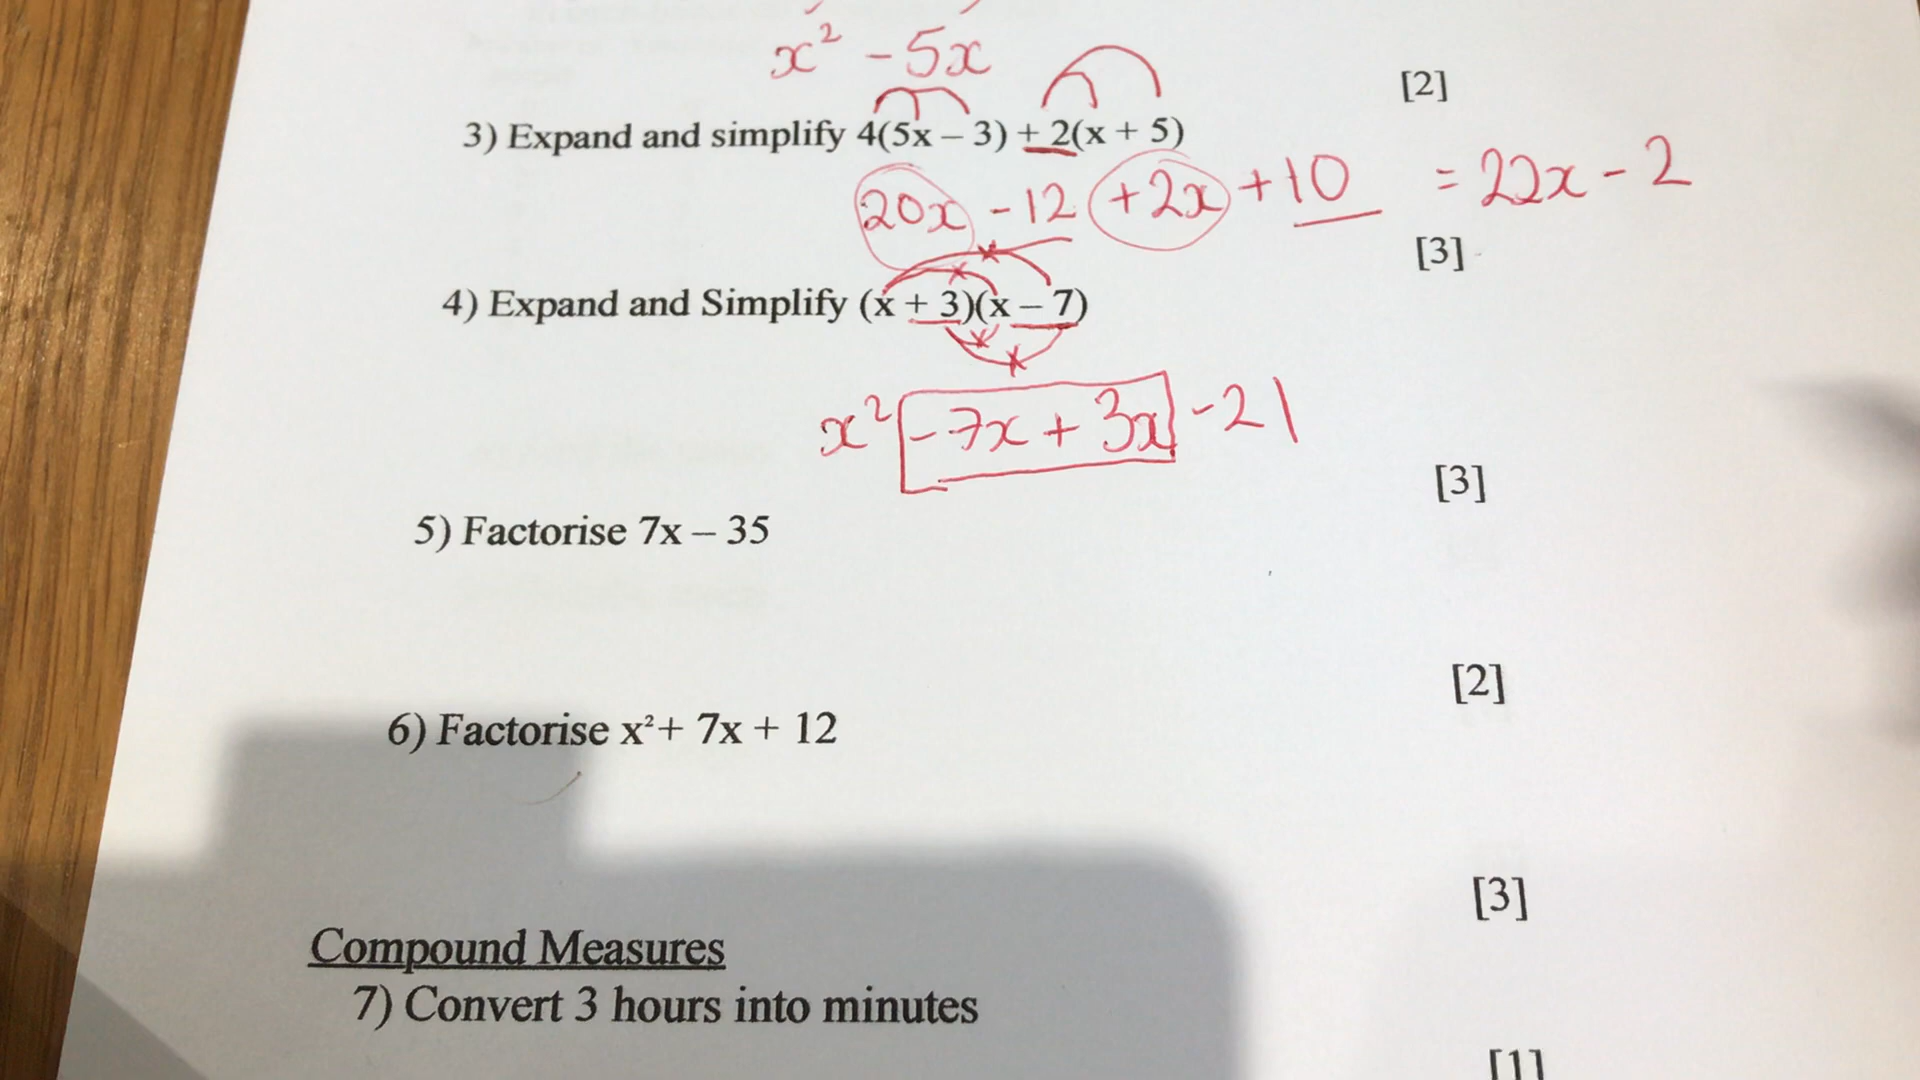 x² - 5x
[2]
3) Expand and simplify 4(5x – 3) + 2(x + 5)
20x - 12 + 2x + 10 = 22x - 2
[3]
4) Expand and Simplify (x + 3)(x – 7)
x² - 7x + 3x - 21
[3]
5) Factorise 7x – 35
[2]
6) Factorise x²+ 7x + 12
[3]
Compound Measures
7) Convert 3 hours into minutes
[1]